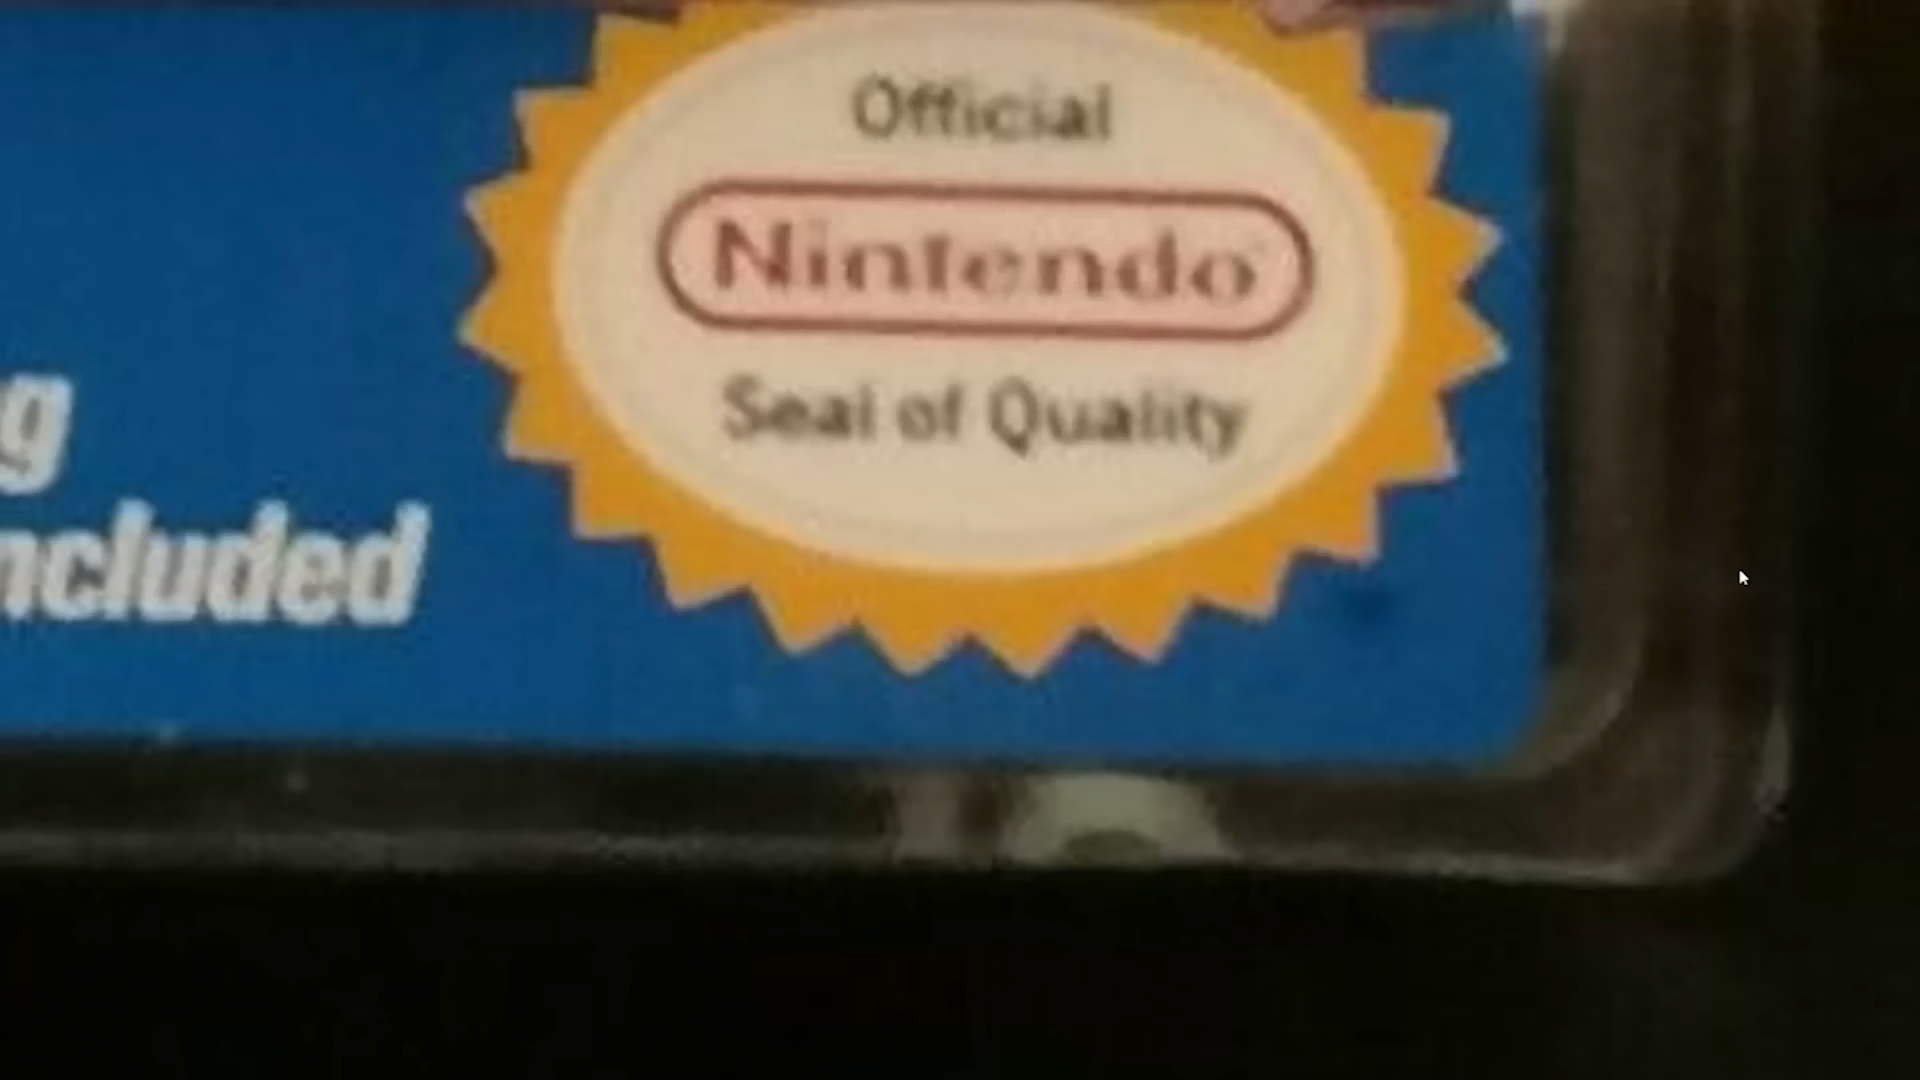 Official
Nintendo
Seal of Quality
g
ncluded